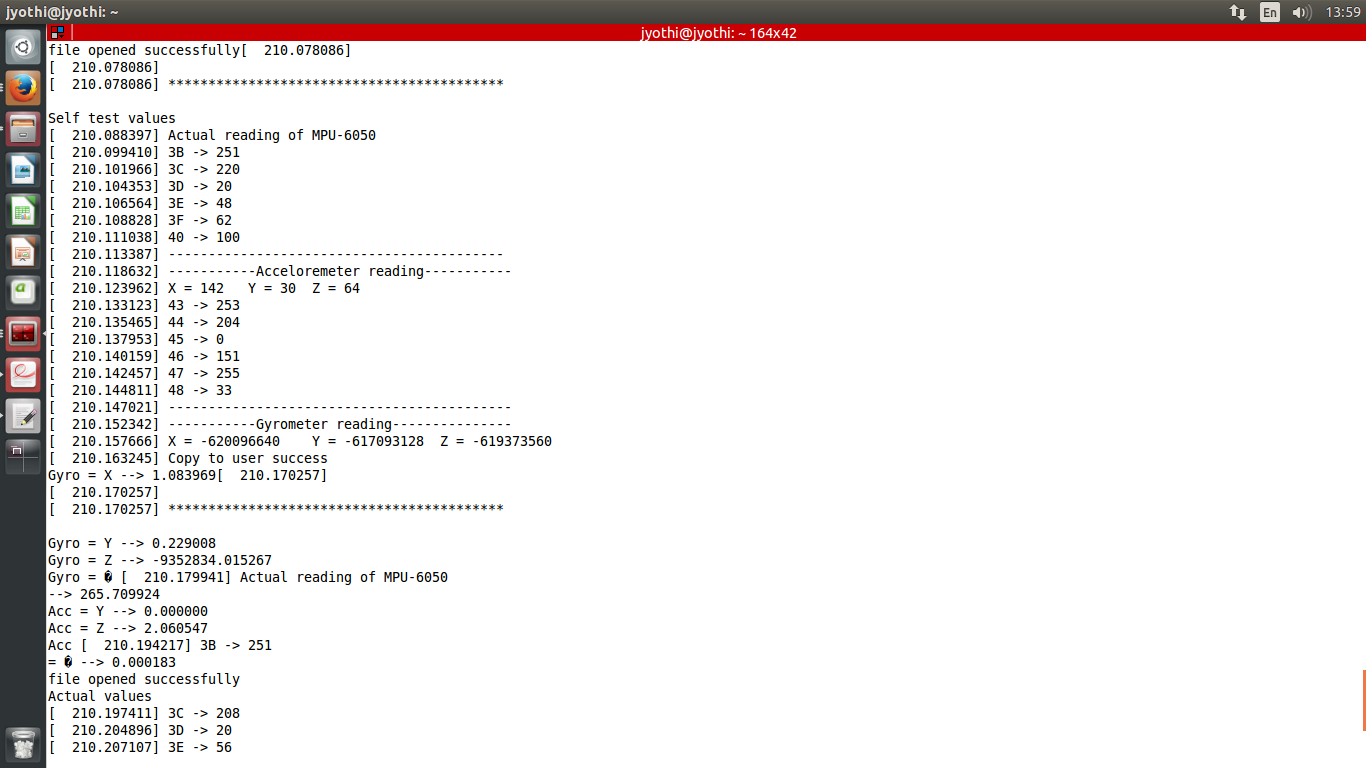 jyothi@jyothi: ~
En
13:59
jyothi@jyothi: ~ 164x42
file opened successfully[  210.078086]
[  210.078086]
[  210.078086] ******************************************
Self test values
[  210.088397] Actual reading of MPU-6050
[  210.099410] 3B -> 251
[  210.101966] 3C -> 220
[  210.104353] 3D -> 20
[  210.106564] 3E -> 48
[  210.108828] 3F -> 62
[  210.111038] 40 -> 100
[  210.113387] ------------------------------------------
[  210.118632] -----------Acceloremeter reading-----------
[  210.123962] X = 142   Y = 30  Z = 64
[  210.133123] 43 -> 253
[  210.135465] 44 -> 204
[  210.137953] 45 -> 0
[  210.140159] 46 -> 151
[  210.142457] 47 -> 255
[  210.144811] 48 -> 33
[  210.147021] -------------------------------------------
[  210.152342] -----------Gyrometer reading---------------
[  210.157666] X = -620096640    Y = -617093128  Z = -619373560
[  210.163245] Copy to user success
Gyro = X --> 1.083969[  210.170257]
[  210.170257]
[  210.170257] ******************************************
Gyro = Y --> 0.229008
Gyro = Z --> -9352834.015267
Gyro = � [  210.179941] Actual reading of MPU-6050
--> 265.709924
Acc = Y --> 0.000000
Acc = Z --> 2.060547
Acc [  210.194217] 3B -> 251
= � --> 0.000183
file opened successfully
Actual values
[  210.197411] 3C -> 208
[  210.204896] 3D -> 20
[  210.207107] 3E -> 56